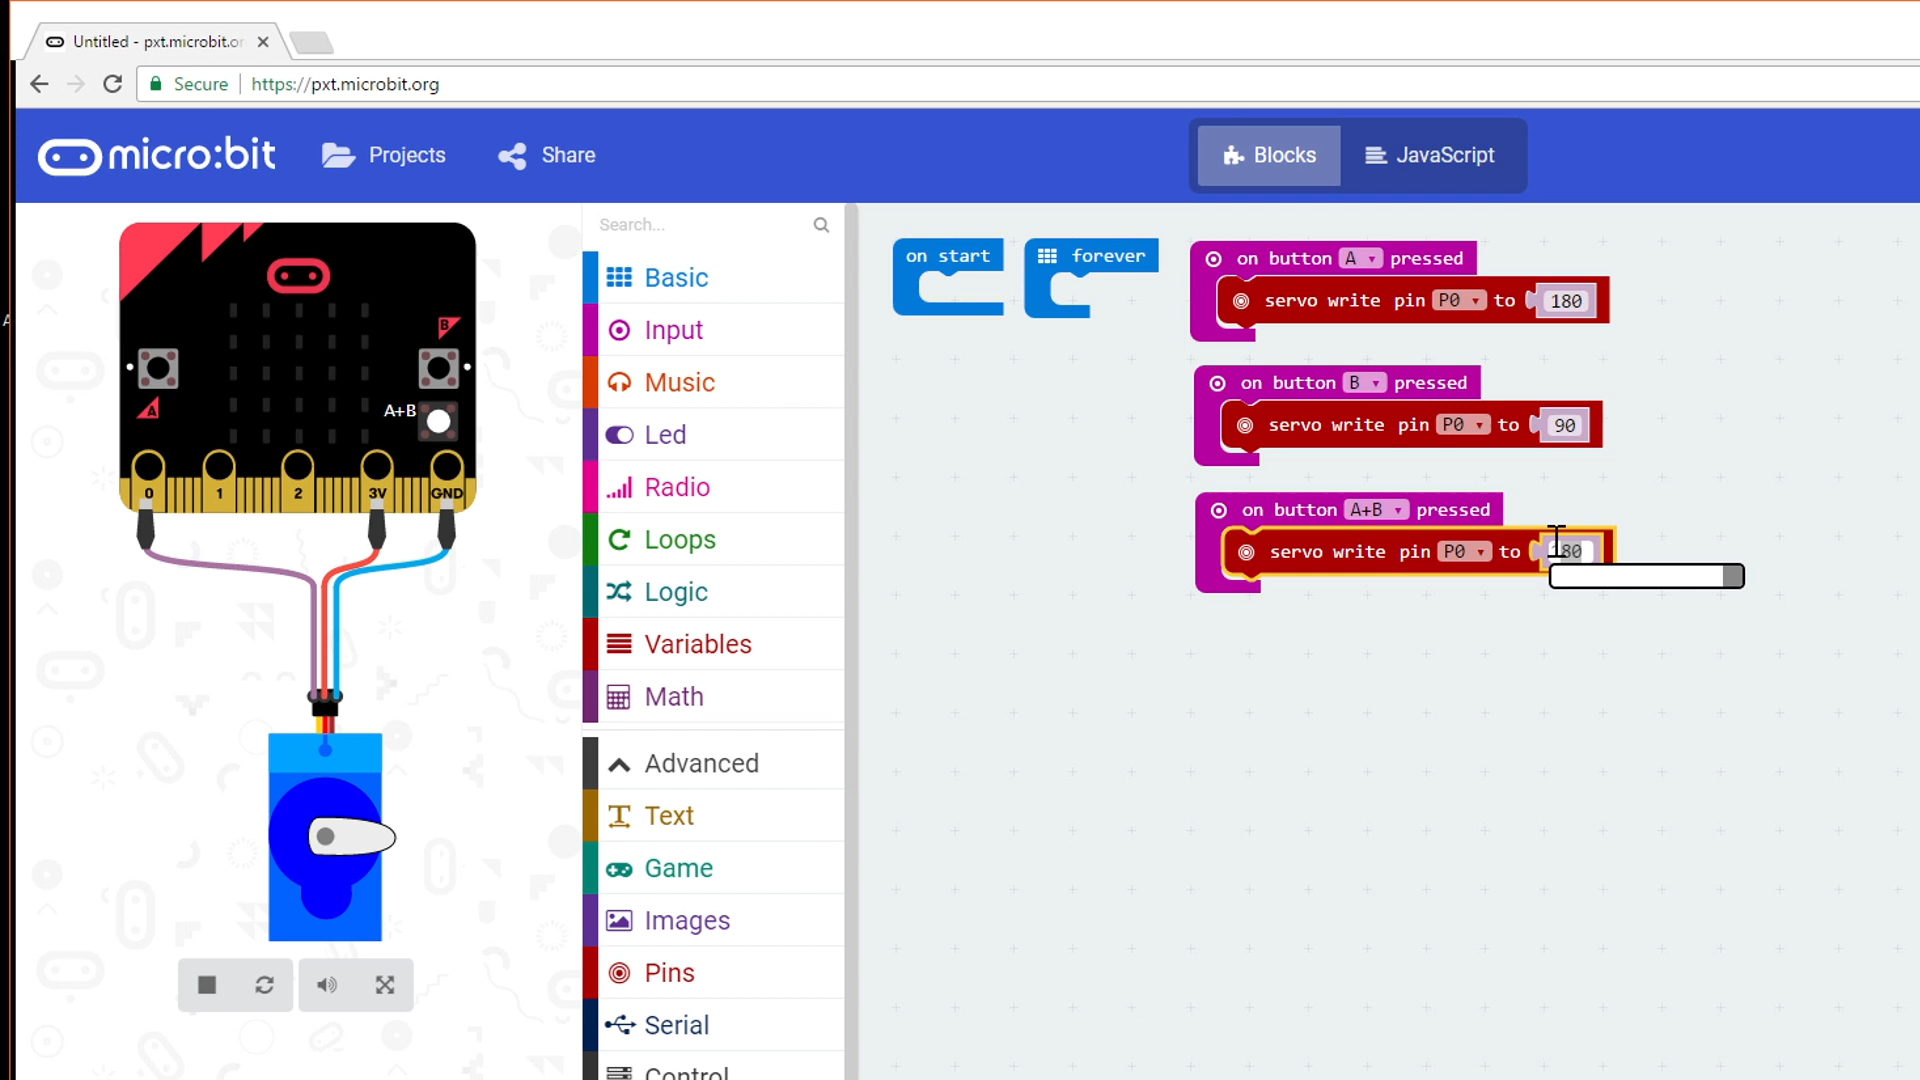 Untitled - pxt.microbit.or
Secure
https://pxt.microbit.org
micro:bit
Projects
Share
Blocks
JavaScript
B
A
A+B
0
1
2
3V
GND
Search...
Basic
Input
Music
Led
Radio
Loops
Logic
Variables
Math
Advanced
Text
Game
Images
Pins
Serial
Control
on start
forever
on button A pressed
servo write pin P0 to 180
on button B pressed
servo write pin P0 to 90
on button A+B pressed
servo write pin P0 to 180